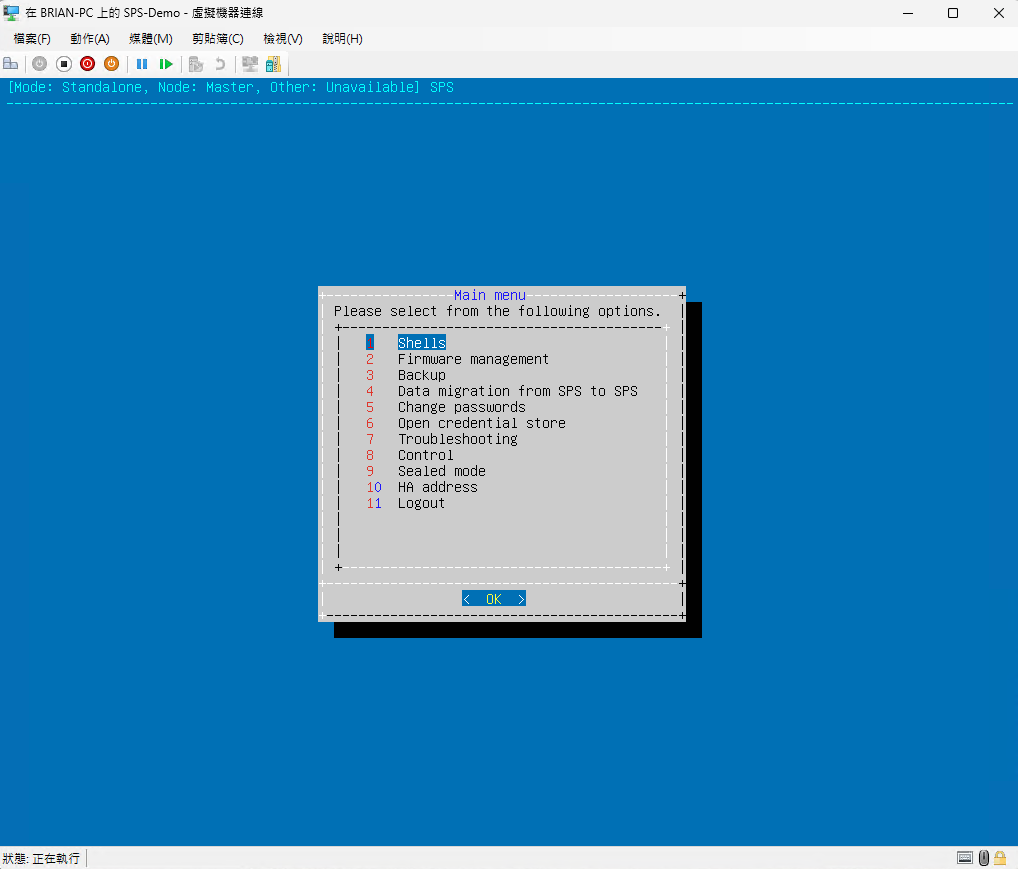 在 BRIAN-PC 上的 SPS-Demo - 虛擬機器連線
檔案(F) 動作(A) 媒體(M) 剪貼簿(C) 檢視(V) 說明(H)
[Mode: Standalone, Node: Master, Other: Unavailable] SPS
Main menu
Please select from the following options.
1 Shells
2 Firmware management
3 Backup
4 Data migration from SPS to SPS
5 Change passwords
6 Open credential store
7 Troubleshooting
8 Control
9 Sealed mode
10 HA address
11 Logout
< OK >
狀態: 正在執行